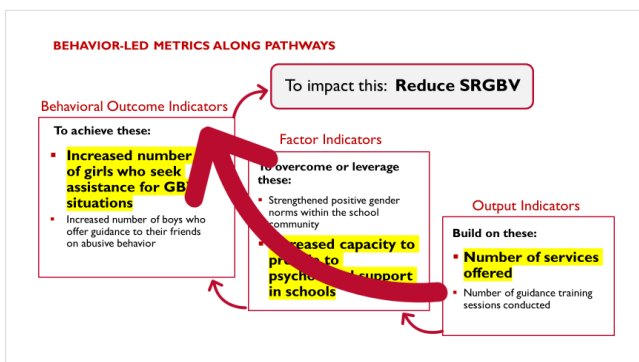 BEHAVIOR-LED METRICS ALONG PATHWAYS
To impact this: Reduce SRGBV
Behavioral Outcome Indicators
To achieve these:
Increased number
of girls who seek
assistance for
situations
Increased number of boys who
offer guidance to their friends
on abusive behavior
Factor Indicators
To overcome or leverage
these:
Strengthened positive gender
norms within the school
community
Increased capacity to
to
support
in schools
Output Indicators
Build on these:
Number of services
offered
Number of guidance training
sessions conducted